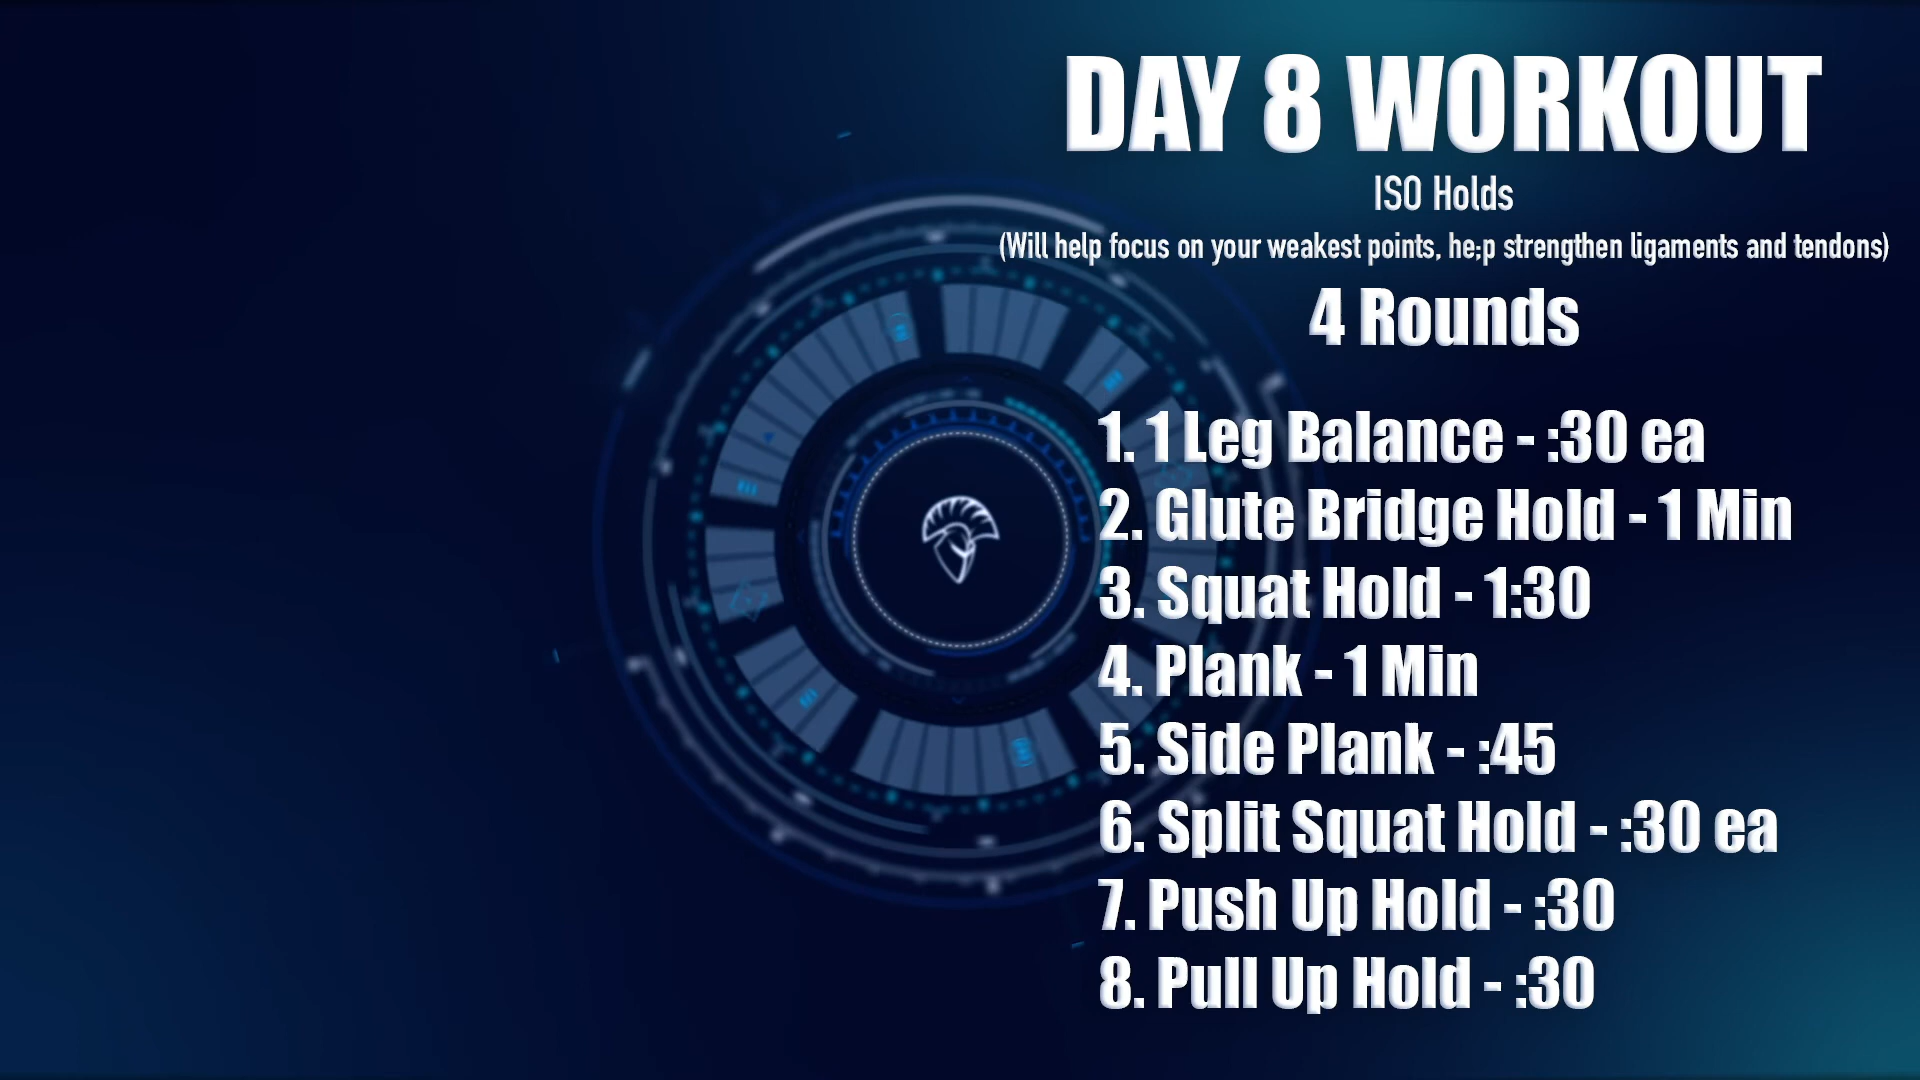 DAY 8 WORKOUT
ISO Holds
(Will help focus on your weakest points, he;p strengthen ligaments and tendons)
4 Rounds
1. 1 Leg Balance - :30 ea
2. Glute Bridge Hold - 1 Min
3. Squat Hold - 1:30
4. Plank - 1 Min
5. Side Plank - :45
6. Split Squat Hold - :30 ea
7. Push Up Hold - :30
8. Pull Up Hold - :30